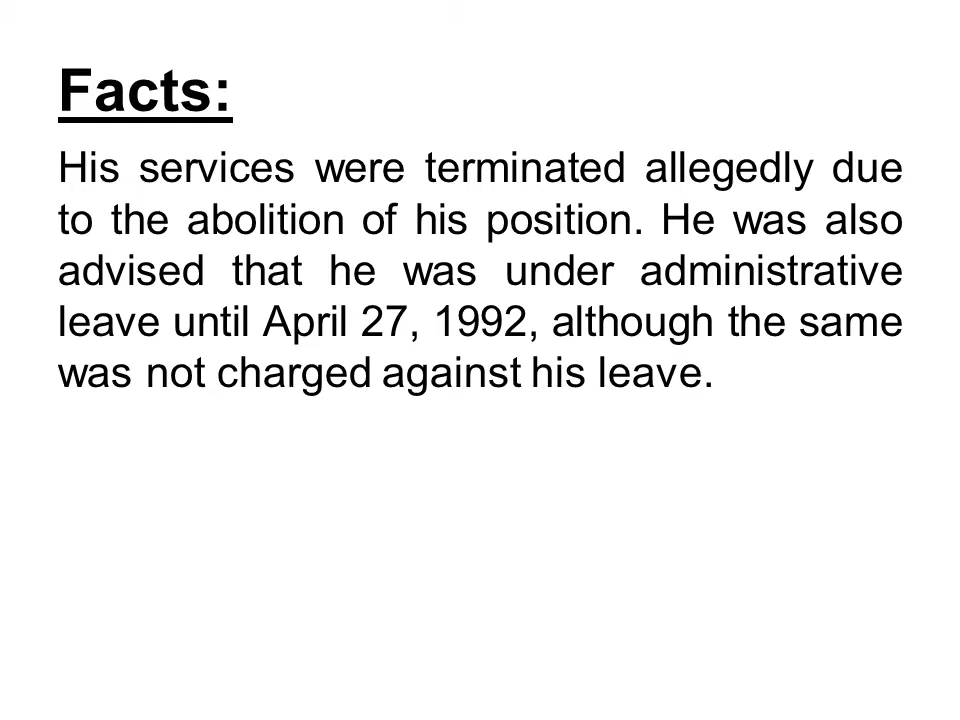 Facts:
His services were terminated allegedly due
to the abolition of his position. He was also
advised that he was under administrative
leave until April 27, 1992, although the same
was not charged against his leave.